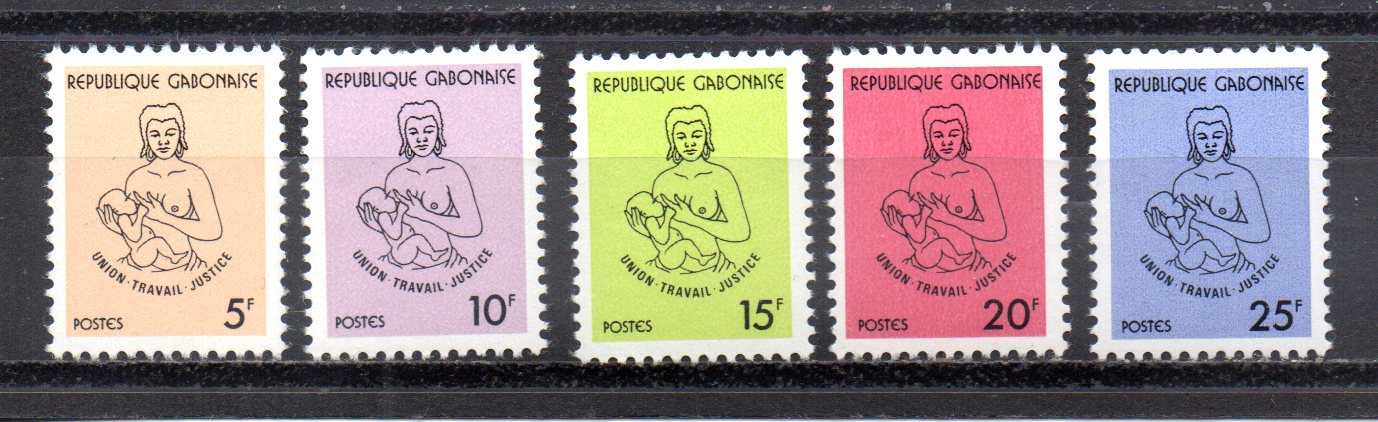 REPUBLIQUE GABONAISE
UNION · TRAVAIL · JUSTICE
POSTES 5F
REPUBLIQUE GABONAISE
UNION · TRAVAIL · JUSTICE
POSTES 10F
REPUBLIQUE GABONAISE
UNION · TRAVAIL · JUSTICE
POSTES 15F
REPUBLIQUE GABONAISE
UNION · TRAVAIL · JUSTICE
POSTES 20F
REPUBLIQUE GABONAISE
UNION · TRAVAIL · JUSTICE
POSTES 25F